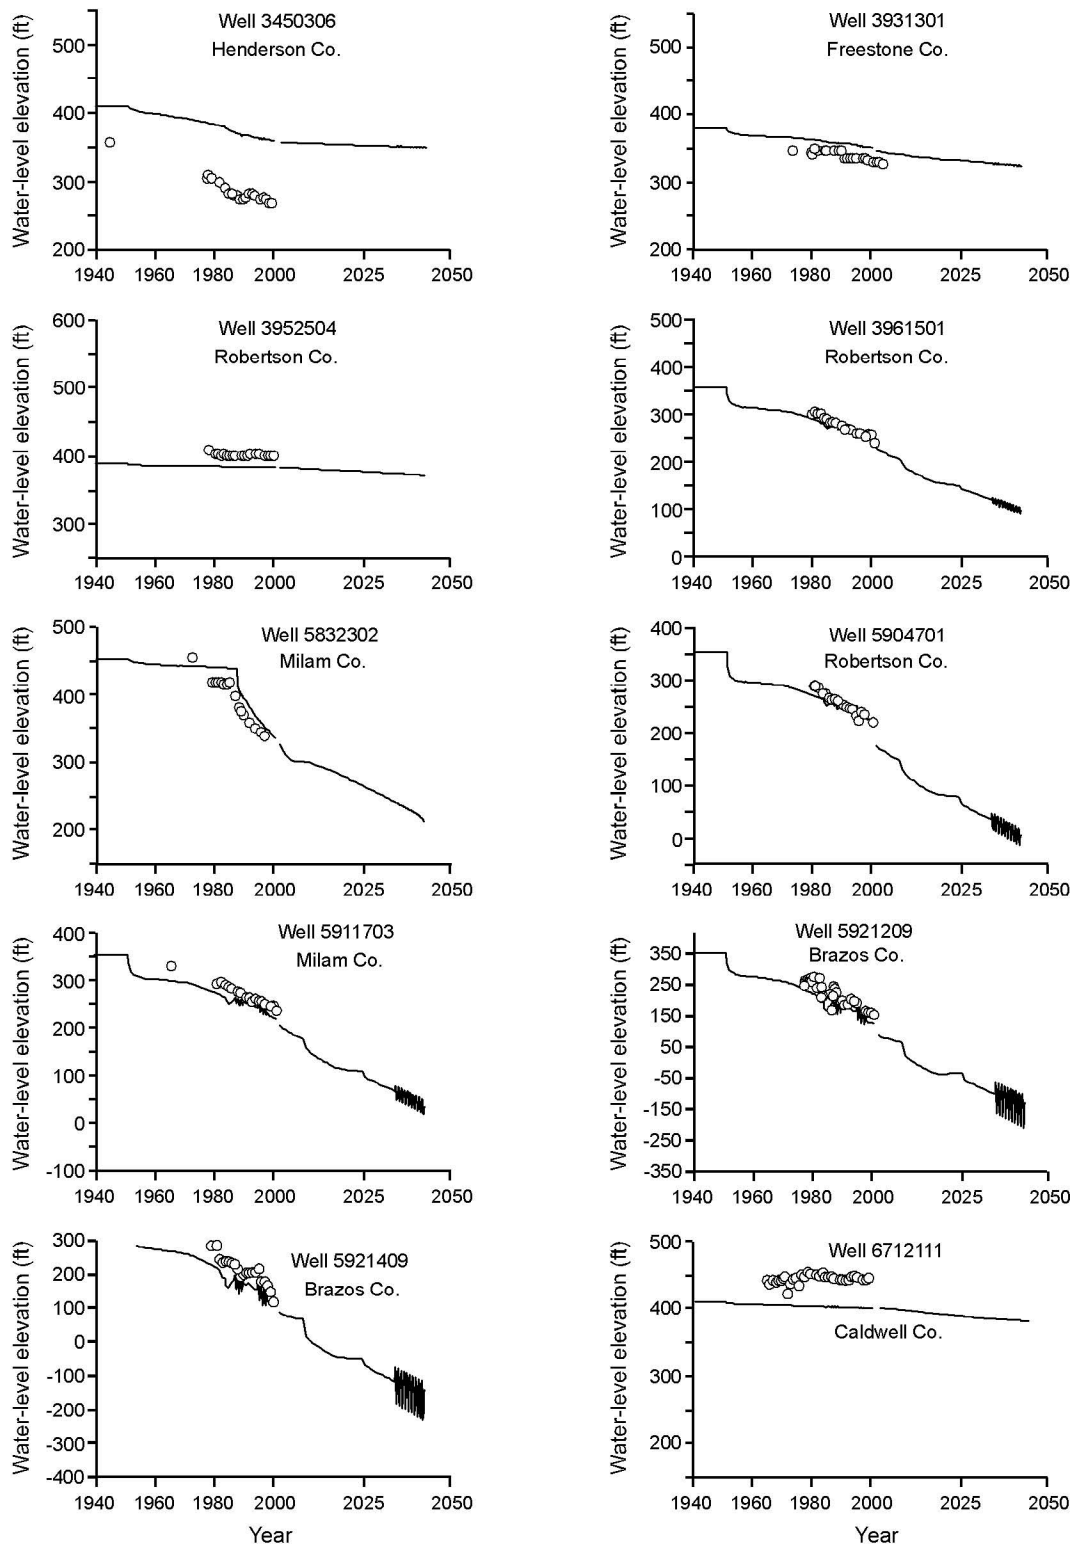 Well 3450306
Henderson Co.
Water-level elevation (ft)
500
400
300
200
1940 1960 1980 2000 2025 2050
Well 3931301
Freestone Co.
Water-level elevation (ft)
500
400
300
200
1940 1960 1980 2000 2025 2050
Well 3952504
Robertson Co.
Water-level elevation (ft)
600
500
400
300
1940 1960 1980 2000 2025 2050
Well 3961501
Robertson Co.
Water-level elevation (ft)
500
400
300
200
100
0
1940 1960 1980 2000 2025 2050
Well 5832302
Milam Co.
Water-level elevation (ft)
500
400
300
200
1940 1960 1980 2000 2025 2050
Well 5904701
Robertson Co.
Water-level elevation (ft)
400
300
200
100
0
1940 1960 1980 2000 2025 2050
Well 5911703
Milam Co.
Water-level elevation (ft)
400
300
200
100
0
-100
1940 1960 1980 2000 2025 2050
Well 5921209
Brazos Co.
Water-level elevation (ft)
350
250
150
50
-50
-150
-250
-350
1940 1960 1980 2000 2025 2050
Well 5921409
Brazos Co.
Water-level elevation (ft)
300
200
100
0
-100
-200
-300
-400
1940 1960 1980 2000 2025 2050
Year
Well 6712111
Caldwell Co.
Water-level elevation (ft)
500
400
300
200
1940 1960 1980 2000 2025 2050
Year